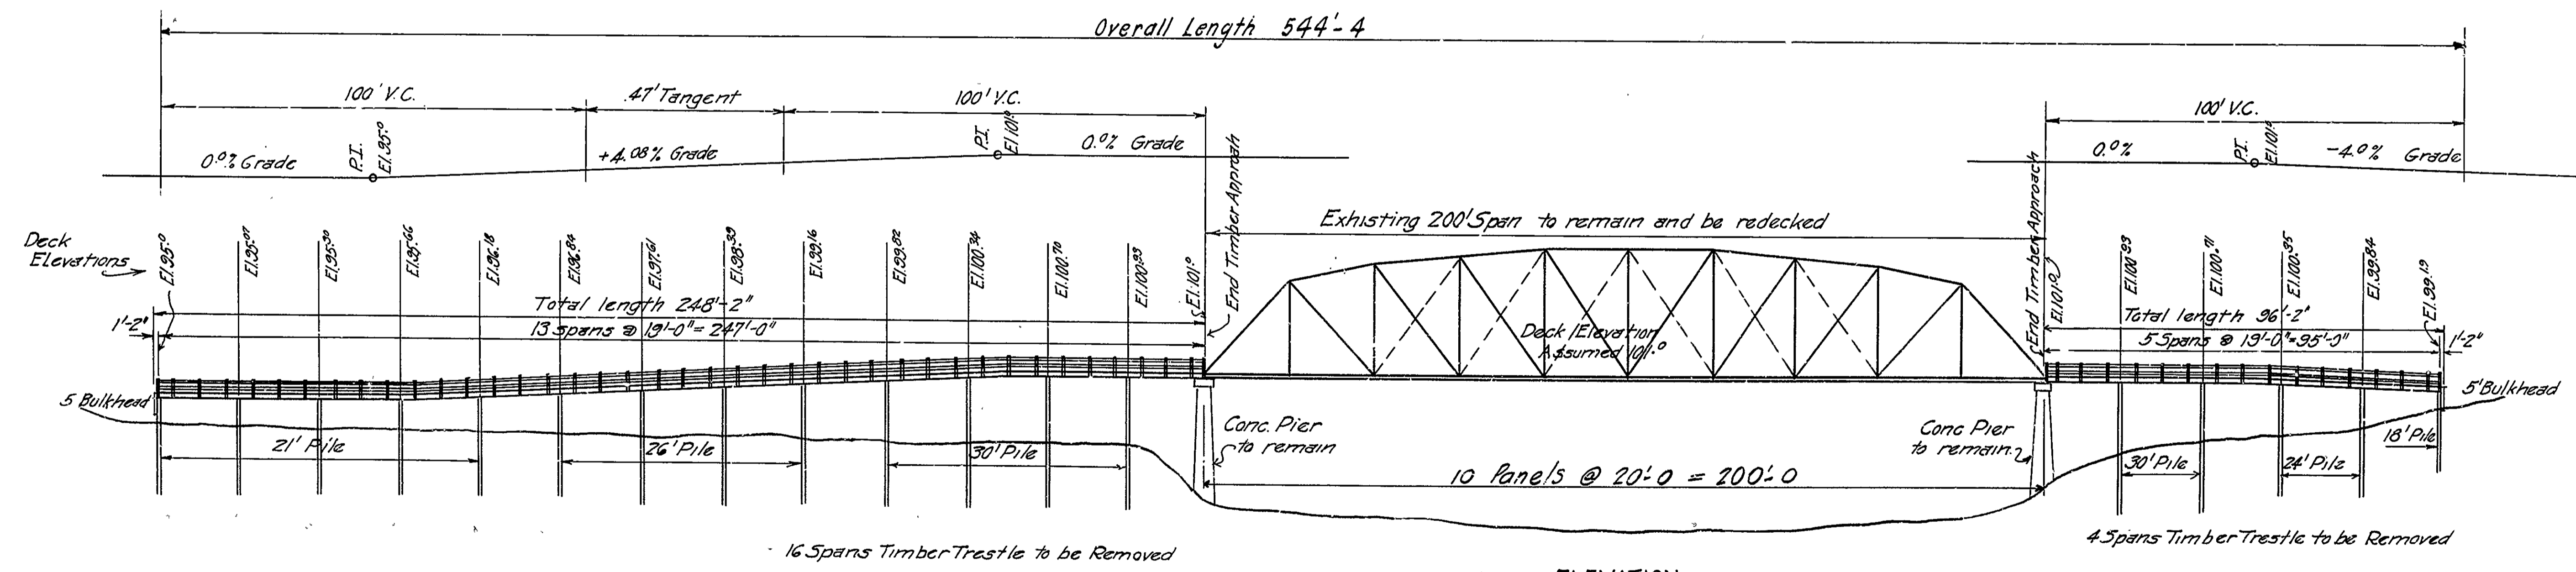 Overall Length 544'-4
100' V.C.
47' Tangent
100' V.C.
100' V.C.
0.0% Grade
P.I.
El. 95.0
+4.08% Grade
P.I.
El 101.0
0.0% Grade
0.0%
P.I.
El. 101.0
-4.0% Grade
Exhisting 200' Span to remain and be redecked
Deck
Elevations
El. 95.0
El. 95.07
El. 95.30
El. 95.66
El. 96.18
El. 96.84
El. 97.61
El. 98.39
El. 99.16
El. 99.82
El. 100.34
El. 100.70
El. 100.93
El. 101.0
End Timber Approah
End Timber Approach
El. 101.0
El. 100.93
El. 100.71
El. 100.35
El. 99.84
El. 99.19
Total length 248'-2"
1'-2"
13 spans @ 19'-0" = 247'-0"
Deck Elevation
Assumed 101.0
Total length 96'-2"
5 Spans @ 19'-0" = 95'-0"
1'-2"
5' Bulkhead
5' Bulkhead
21' Pile
26' Pile
30' Pile
Conc. Pier
to remain
Conc Pier
to remain.
30' Pile
24' Pile
18' Pile
10 Panels @ 20'-0 = 200'-0
16 Spans Timber Trestle to be Removed
4 Spans Timber Trestle to be Removed